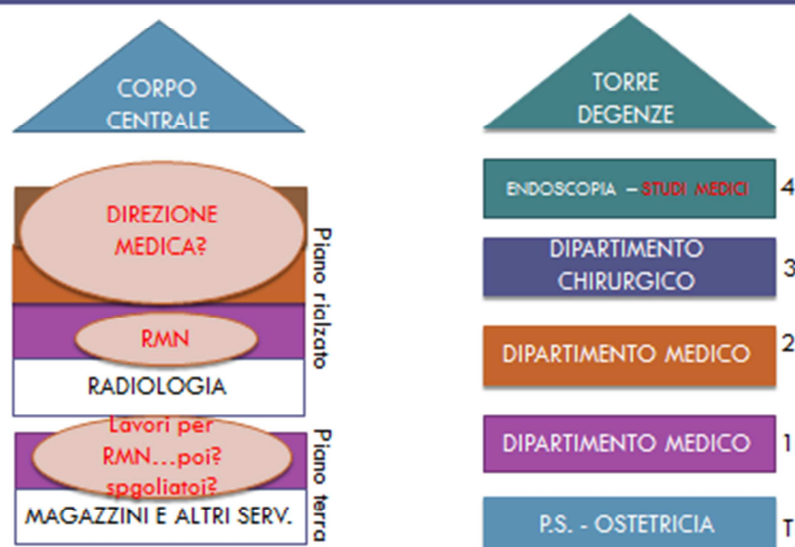 CORPO
CENTRALE
DIREZIONE
MEDICA?
RMN
RADIOLOGIA
Piano rialzato
Lavori per
RMN...poi?
spgoliatoi?
MAGAZZINI E ALTRI SERV.
Piano terra
TORRE
DEGENZE
ENDOSCOPIA – STUDI MEDICI 4
DIPARTIMENTO
CHIRURGICO 3
DIPARTIMENTO MEDICO 2
DIPARTIMENTO MEDICO 1
P.S. - OSTETRICIA T